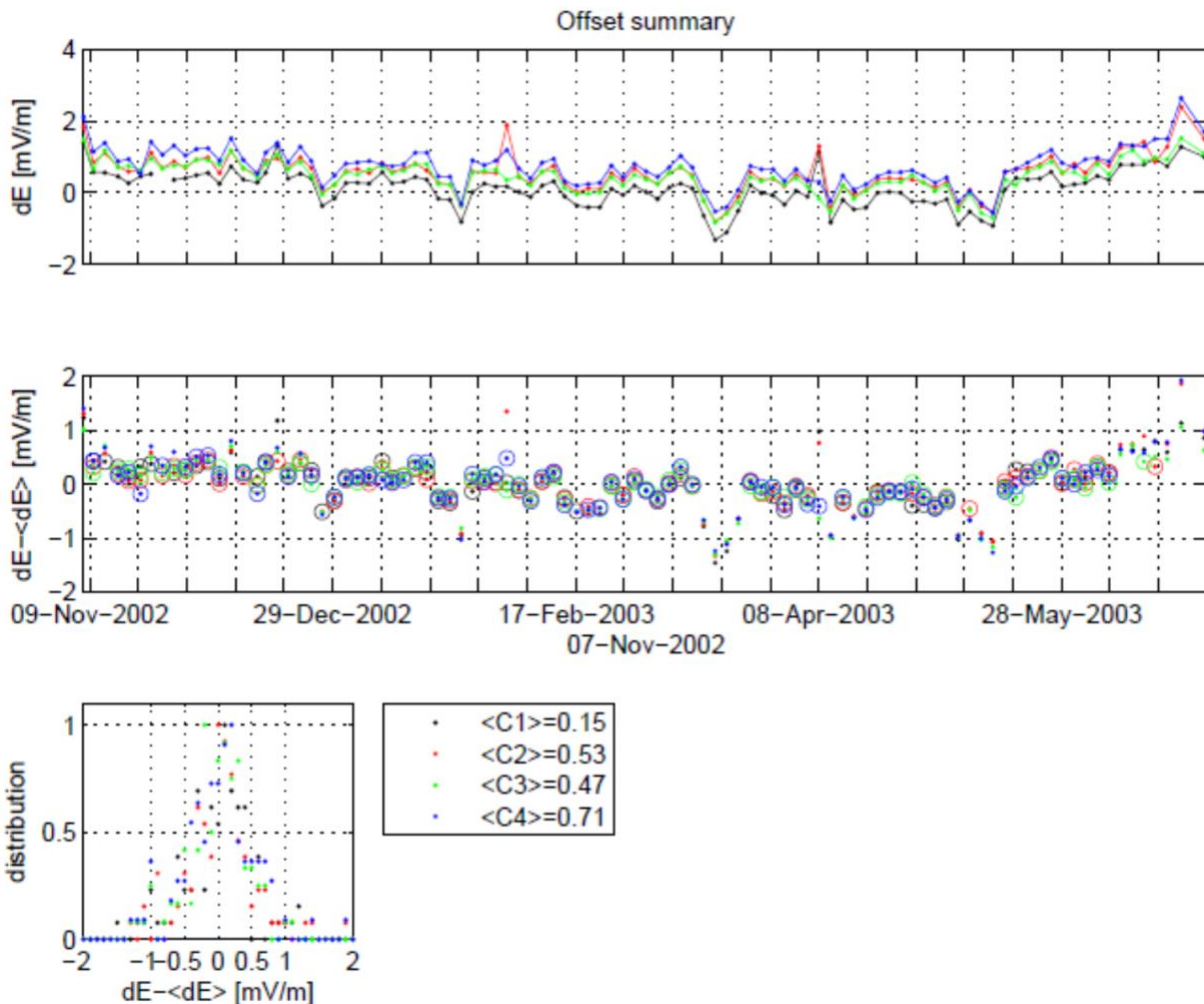 Offset summary
dE [mV/m]
4
2
0
−2
dE−<dE> [mV/m]
2
1
0
−1
−2
09−Nov−2002 29−Dec−2002 17−Feb−2003 08−Apr−2003 28−May−2003
07−Nov−2002
distribution
1
0.5
0
−2 −1 −0.5 0 0.5 1 2
dE−<dE> [mV/m]
<C1>=0.15
<C2>=0.53
<C3>=0.47
<C4>=0.71